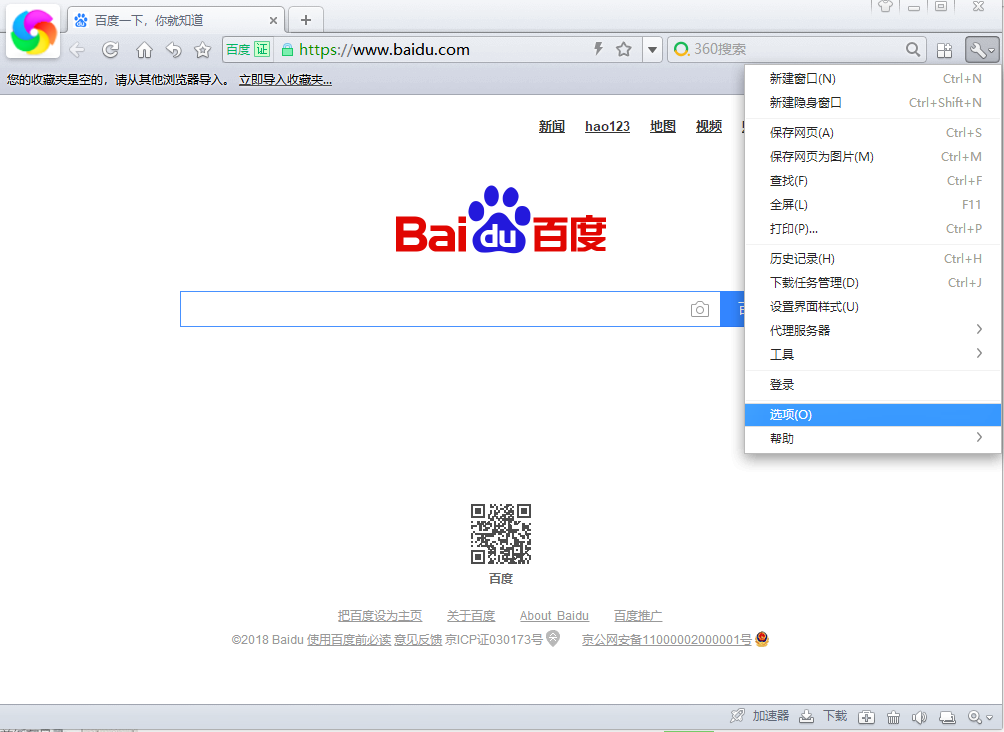 百度一下，你就知道
百度 证 https://www.baidu.com 360搜索
您的收藏夹是空的，请从其他浏览器导入。 立即导入收藏夹...
新闻 hao123 地图 视频
Baidu百度
新建窗口(N) Ctrl+N
新建隐身窗口 Ctrl+Shift+N
保存网页(A) Ctrl+S
保存网页为图片(M) Ctrl+M
查找(F) Ctrl+F
全屏(L) F11
打印(P)... Ctrl+P
历史记录(H) Ctrl+H
下载任务管理(D) Ctrl+J
设置界面样式(U)
代理服务器
工具
登录
选项(O)
帮助
百度
把百度设为主页 关于百度 About Baidu 百度推广
©2018 Baidu 使用百度前必读 意见反馈 京ICP证030173号 京公网安备11000002000001号
加速器 下载